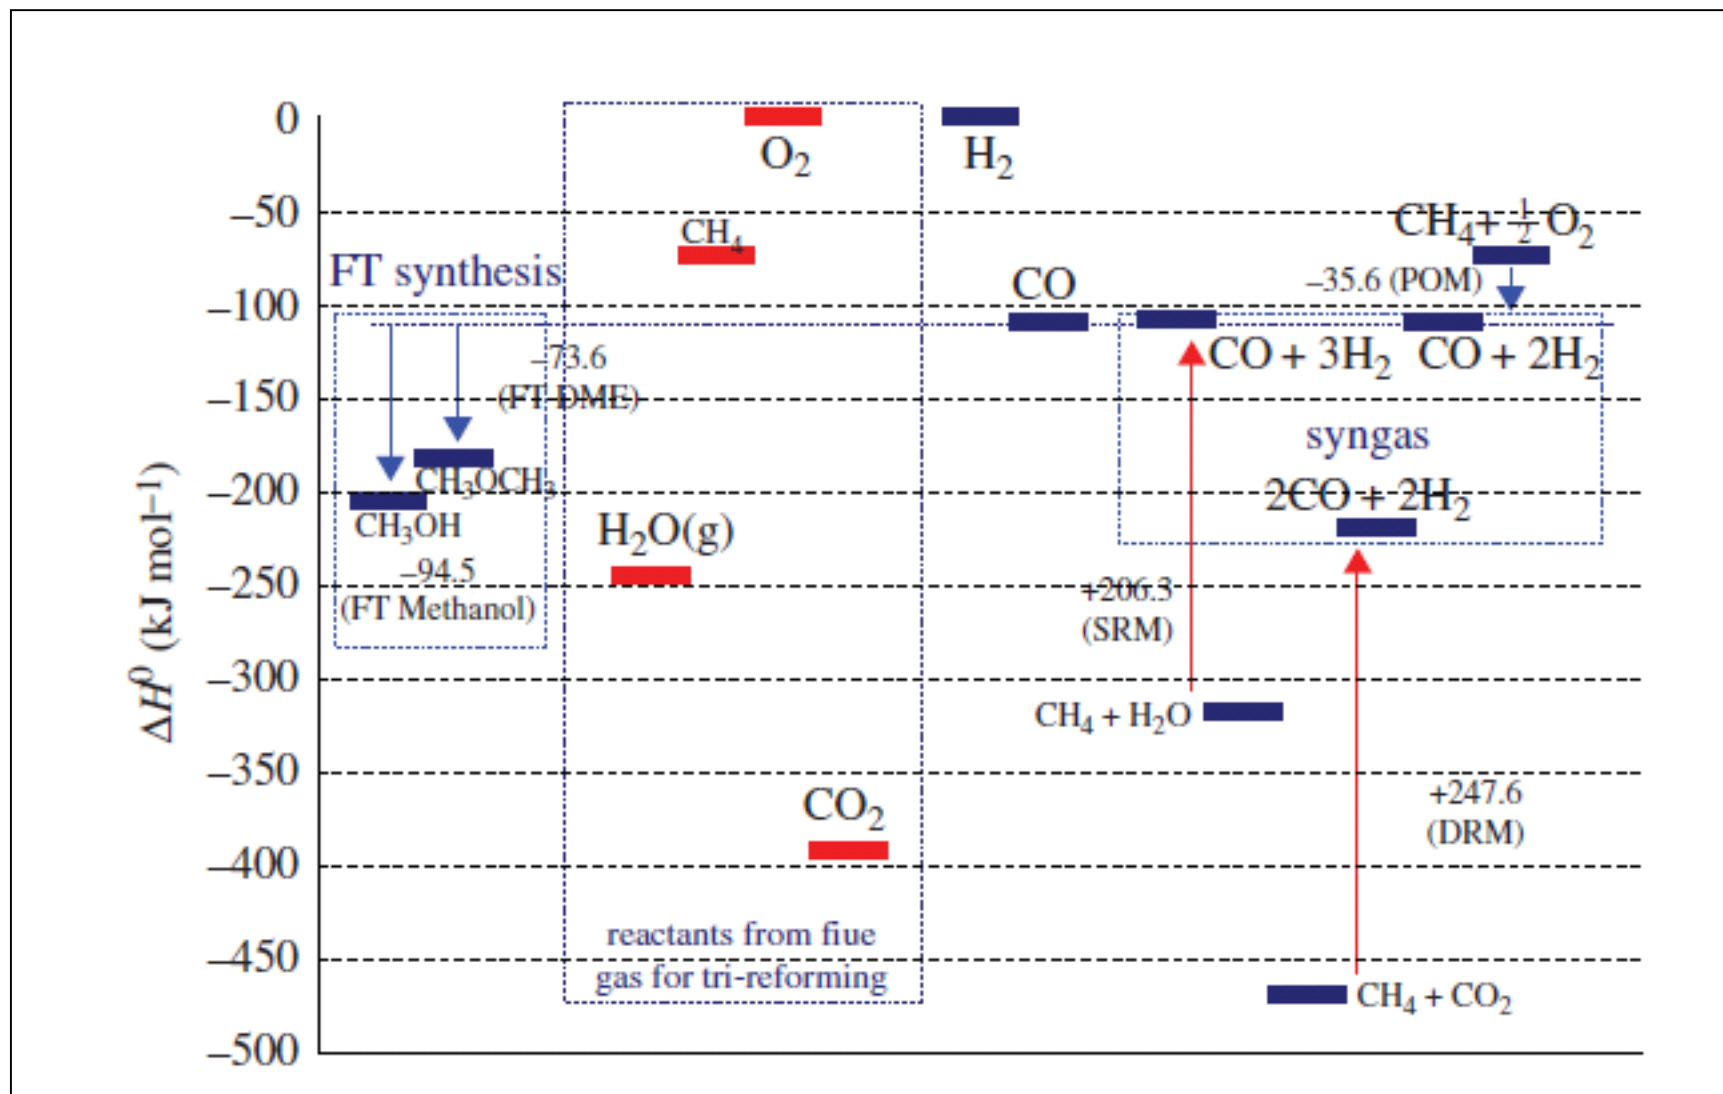 0
–50
–100
–150
–200
–250
–300
–350
–400
–450
–500
ΔH⁰ (kJ mol⁻¹)
FT synthesis
–73.6
(FT DME)
CH₃OCH₃
CH₃OH
–94.5
(FT Methanol)
O₂
CH₄
H₂O(g)
CO₂
reactants from fiue
gas for tri-reforming
H₂
CO
CH₄ + ½ O₂
–35.6 (POM)
CO + 3H₂
CO + 2H₂
syngas
2CO + 2H₂
+206.3
(SRM)
CH₄ + H₂O
+247.6
(DRM)
CH₄ + CO₂